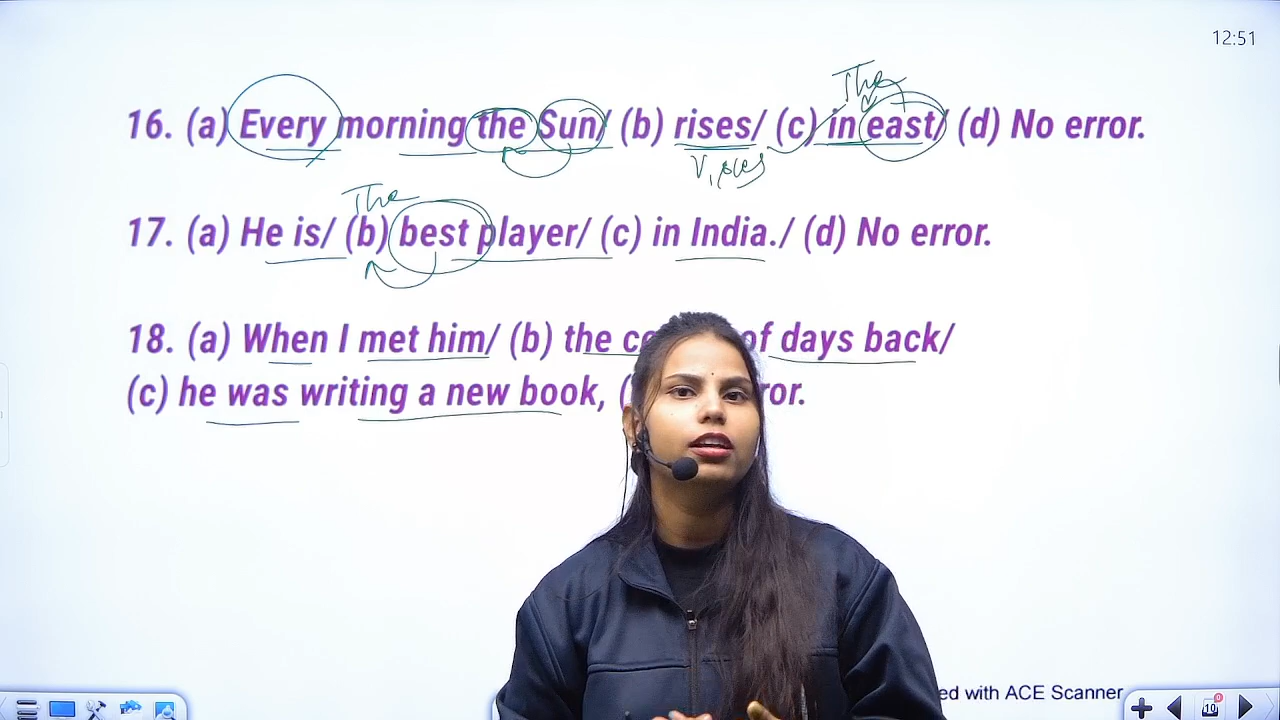 12:51
The
16. (a) Every morning the Sun/ (b) rises/ (c) in east/ (d) No error.
The
17. (a) He is/ (b) best player/ (c) in India./ (d) No error.
18. (a) When I met him/ (b) the of days back/
(c) he was writing a new book,
ed with ACE Scanner
10